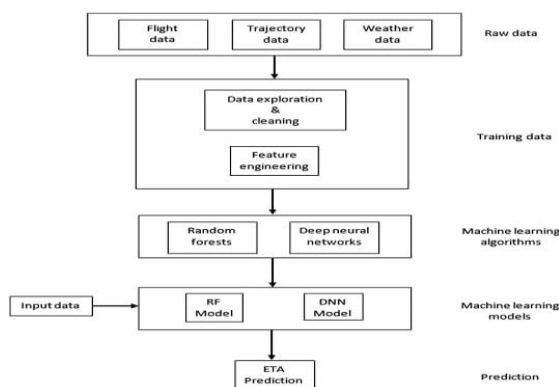 Flight
data
Trajectory
data
Weather
data
Raw data
Data exploration
&
cleaning
Feature
engineering
Training data
Random
forests
Deep neural
networks
Machine learning
algorithms
Input data
RF
Model
DNN
Model
Machine learning
models
ETA
Prediction
Prediction